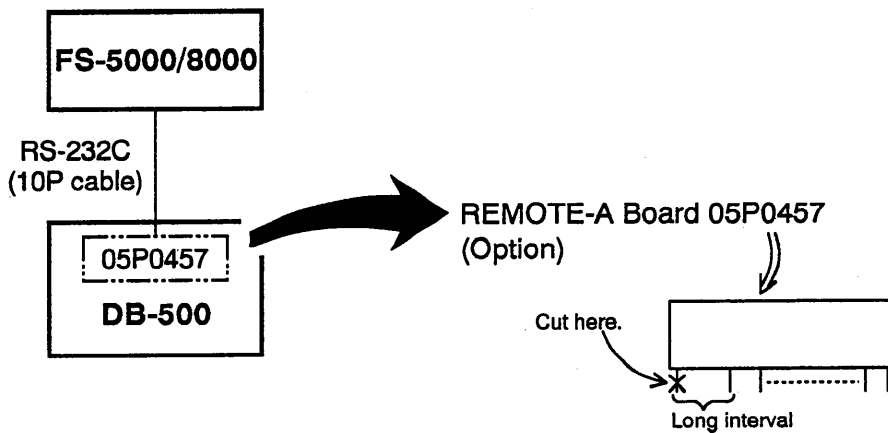 FS-5000/8000
RS-232C
(10P cable)
05P0457
DB-500
REMOTE-A Board 05P0457
(Option)
Cut here.
Long interval